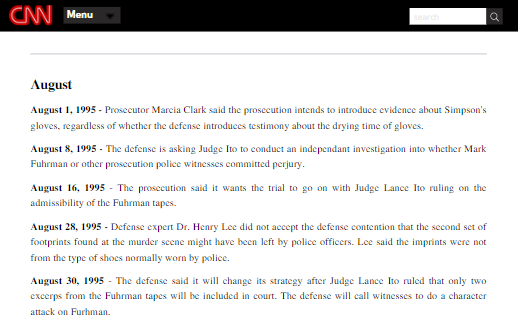 CNN Menu search
August
August 1, 1995 - Prosecutor Marcia Clark said the prosecution intends to introduce evidence about Simpson's
gloves, regardless of whether the defense introduces testimony about the drying time of gloves.
August 8, 1995 - The defense is asking Judge Ito to conduct an independant investigation into whether Mark
Fuhrman or other prosecution police witnesses committed perjury.
August 16, 1995 - The prosecution said it wants the trial to go on with Judge Lance Ito ruling on the
admissibility of the Fuhrman tapes.
August 28, 1995 - Defense expert Dr. Henry Lee did not accept the defense contention that the second set of
footprints found at the murder scene might have been left by police officers. Lee said the imprints were not
from the type of shoes normally worn by police.
August 30, 1995 - The defense said it will change its strategy after Judge Lance Ito ruled that only two
excerps from the Fuhrman tapes will be included in court. The defense will call witnesses to do a character
attack on Furhman.